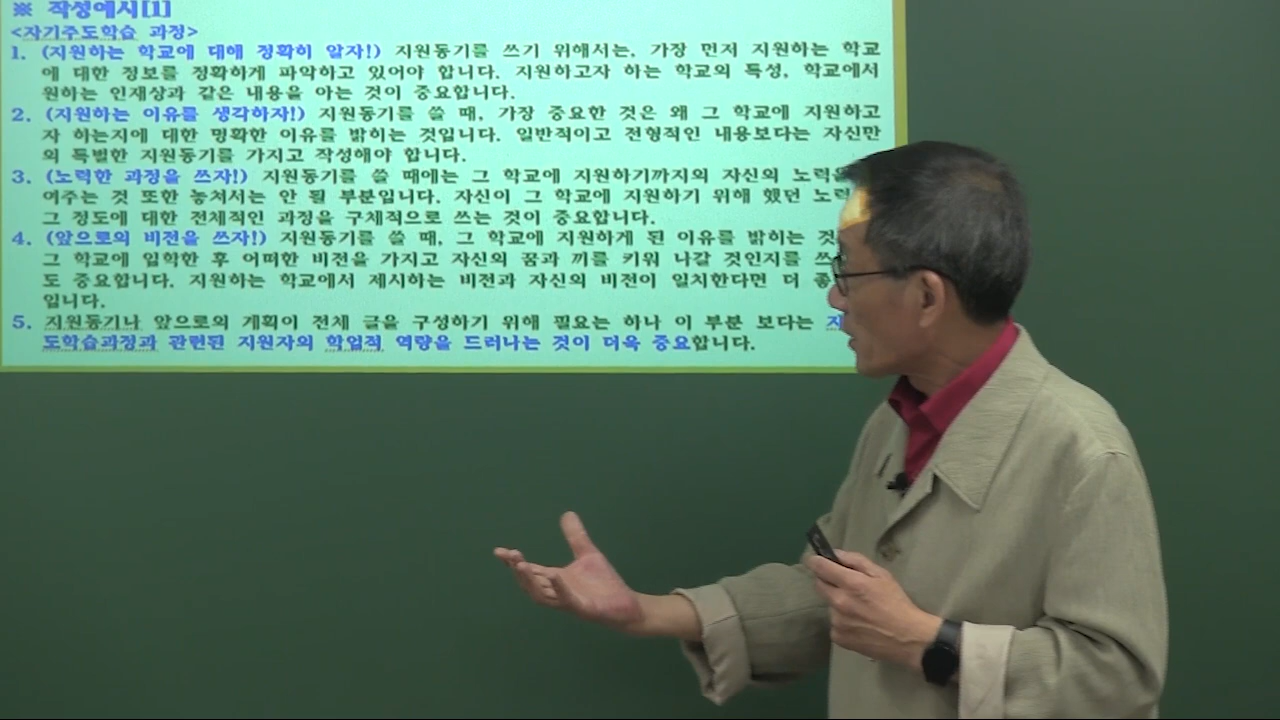 ※ 작성예시[1]
<자기주도학습 과정>
1. (지원하는 학교에 대해 정확히 알자!) 지원동기를 쓰기 위해서는, 가장 먼저 지원하는 학교
에 대한 정보를 정확하게 파악하고 있어야 합니다. 지원하고자 하는 학교의 특성, 학교에서
원하는 인재상과 같은 내용을 아는 것이 중요합니다.
2. (지원하는 이유를 생각하자!) 지원동기를 쓸 때, 가장 중요한 것은 왜 그 학교에 지원하고
자 하는지에 대한 명확한 이유를 밝히는 것입니다. 일반적이고 전형적인 내용보다는 자신만
의 특별한 지원동기를 가지고 작성해야 합니다.
3. (노력한 과정을 쓰자!) 지원동기를 쓸 때에는 그 학교에 지원하기까지의 자신의 노력을
여주는 것 또한 놓쳐서는 안 될 부분입니다. 자신이 그 학교에 지원하기 위해 했던 노력
그 정도에 대한 전체적인 과정을 구체적으로 쓰는 것이 중요합니다.
4. (앞으로의 비전을 쓰자!) 지원동기를 쓸 때, 그 학교에 지원하게 된 이유를 밝히는 것
그 학교에 입학한 후 어떠한 비전을 가지고 자신의 꿈과 끼를 키워 나갈 것인지를 쓰
도 중요합니다. 지원하는 학교에서 제시하는 비전과 자신의 비전이 일치한다면 더 좋
입니다.
5. 지원동기나 앞으로의 계획이 전체 글을 구성하기 위해 필요는 하나 이 부분 보다는
도학습과정과 관련된 지원자의 학업적 역량을 드러나는 것이 더욱 중요합니다.